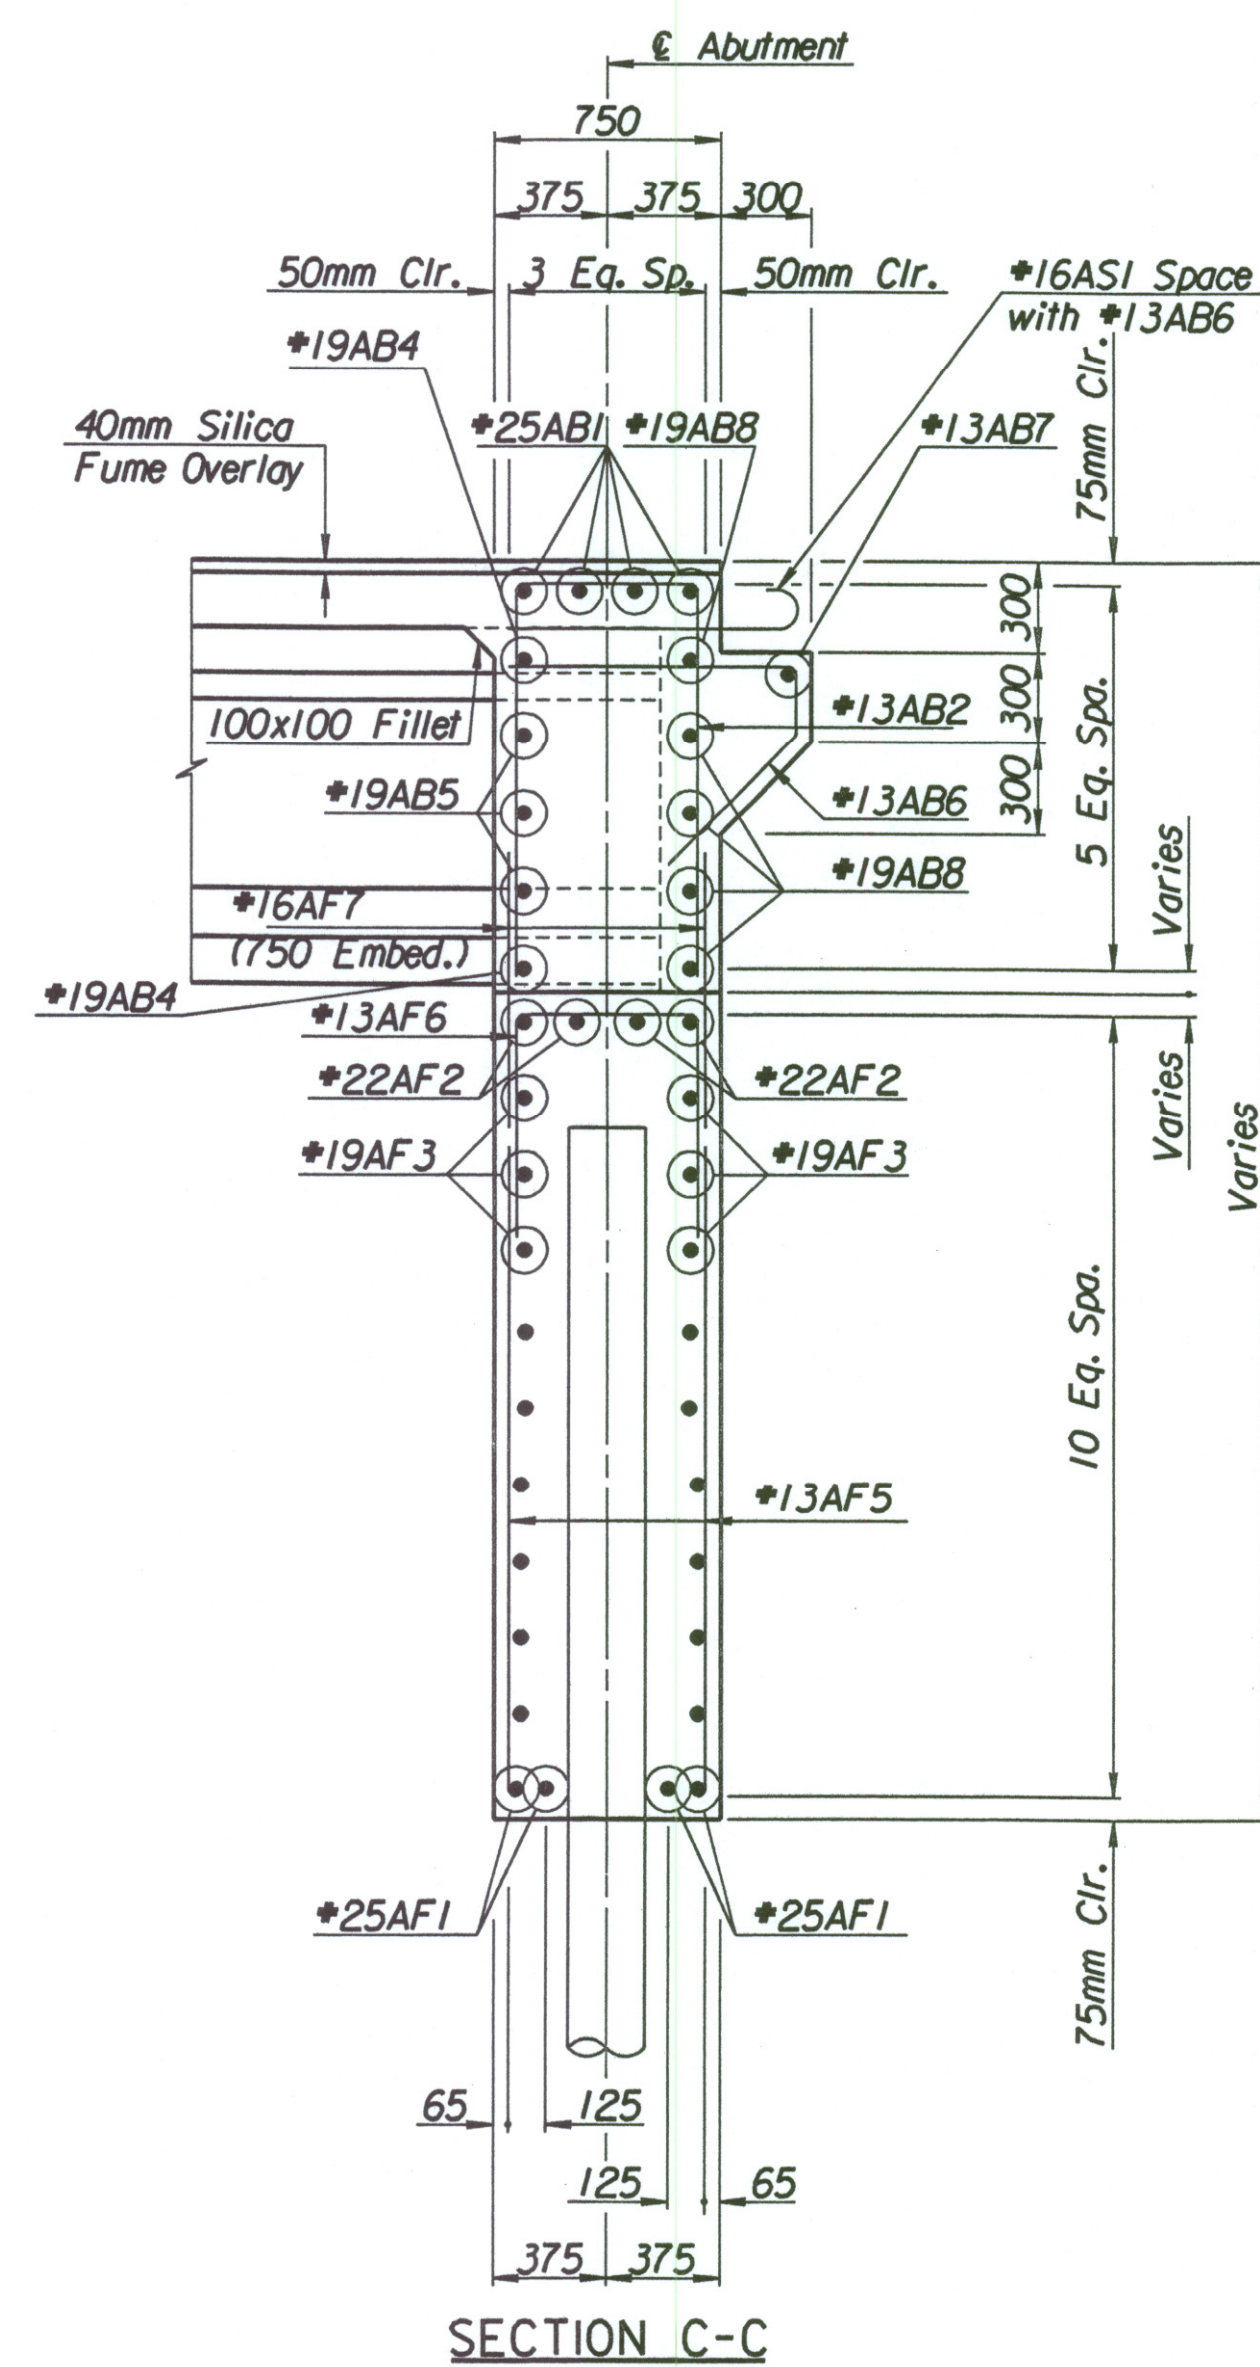 ℄ Abutment
750
375 375 300
50mm Clr. 3 Eq. Sp. 50mm Clr.
#16AS1 Space
with #13AB6
#19AB4
75mm Clr.
40mm Silica
Fume Overlay
#25AB1 #19AB8
#13AB7
300
300
300
100x100 Fillet
#13AB2
5 Eq. Spa.
#19AB5
#13AB6
#19AB8
Varies
#16AF7
(750 Embed.)
#19AB4
#13AF6
#22AF2
#22AF2
Varies
Varies
#19AF3
#19AF3
10 Eq. Spa.
#13AF5
#25AF1
#25AF1
75mm Clr.
65 125
125 65
375 375
SECTION C-C